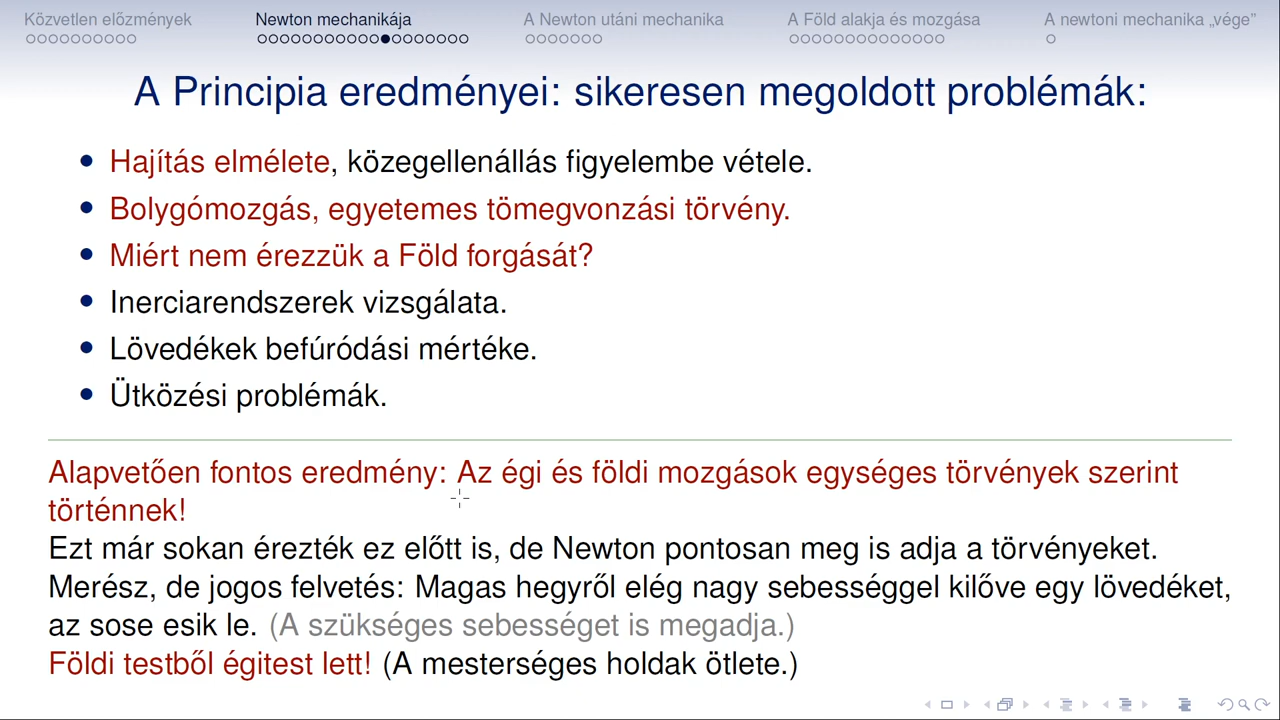 Közvetlen előzmények
Newton mechanikája
A Newton utáni mechanika
A Föld alakja és mozgása
A newtoni mechanika „vége”
A Principia eredményei: sikeresen megoldott problémák:
Hajítás elmélete, közegellenállás figyelembe vétele.
Bolygómozgás, egyetemes tömegvonzási törvény.
Miért nem érezzük a Föld forgását?
Inerciarendszerek vizsgálata.
Lövedékek befúródási mértéke.
Ütközési problémák.
Alapvetően fontos eredmény: Az égi és földi mozgások egységes törvények szerint
történnek!
Ezt már sokan érezték ez előtt is, de Newton pontosan meg is adja a törvényeket.
Merész, de jogos felvetés: Magas hegyről elég nagy sebességgel kilőve egy lövedéket,
az sose esik le. (A szükséges sebességet is megadja.)
Földi testből égitest lett! (A mesterséges holdak ötlete.)